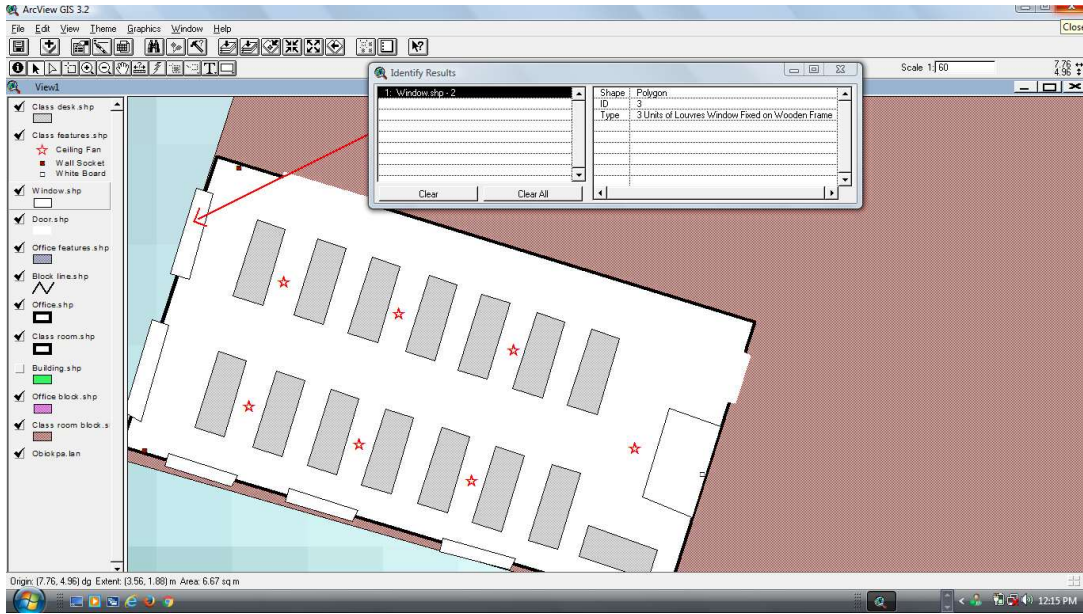 ArcView GIS 3.2
File Edit View Theme Graphics Window Help
Close
Scale 1: 60
7.76
4.96
View1
Identify Results
1: Window.shp - 2
Shape Polygon
ID 3
Type 3 Units of Louvres Window Fixed on Wooden Frame
Clear Clear All
Class desk.shp
Class features.shp
Ceiling Fan
Wall Socket
White Board
Window.shp
Door.shp
Office features.shp
Block line.shp
Office.shp
Class room.shp
Building.shp
Office block.shp
Class room block.s
Obiokpa.lan
Origin: (7.76, 4.96) dg Extent: (3.56, 1.88) m Area: 6.67 sq m
12:15 PM